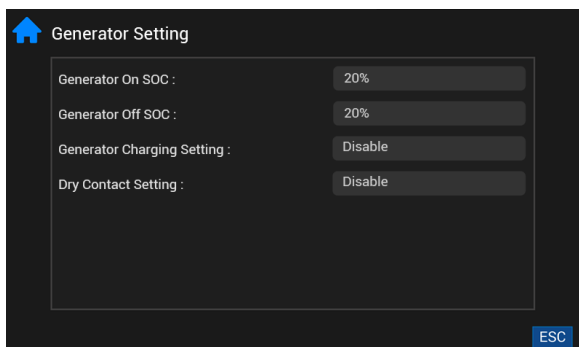 Generator Setting
Generator On SOC : 20%
Generator Off SOC : 20%
Generator Charging Setting : Disable
Dry Contact Setting : Disable
ESC